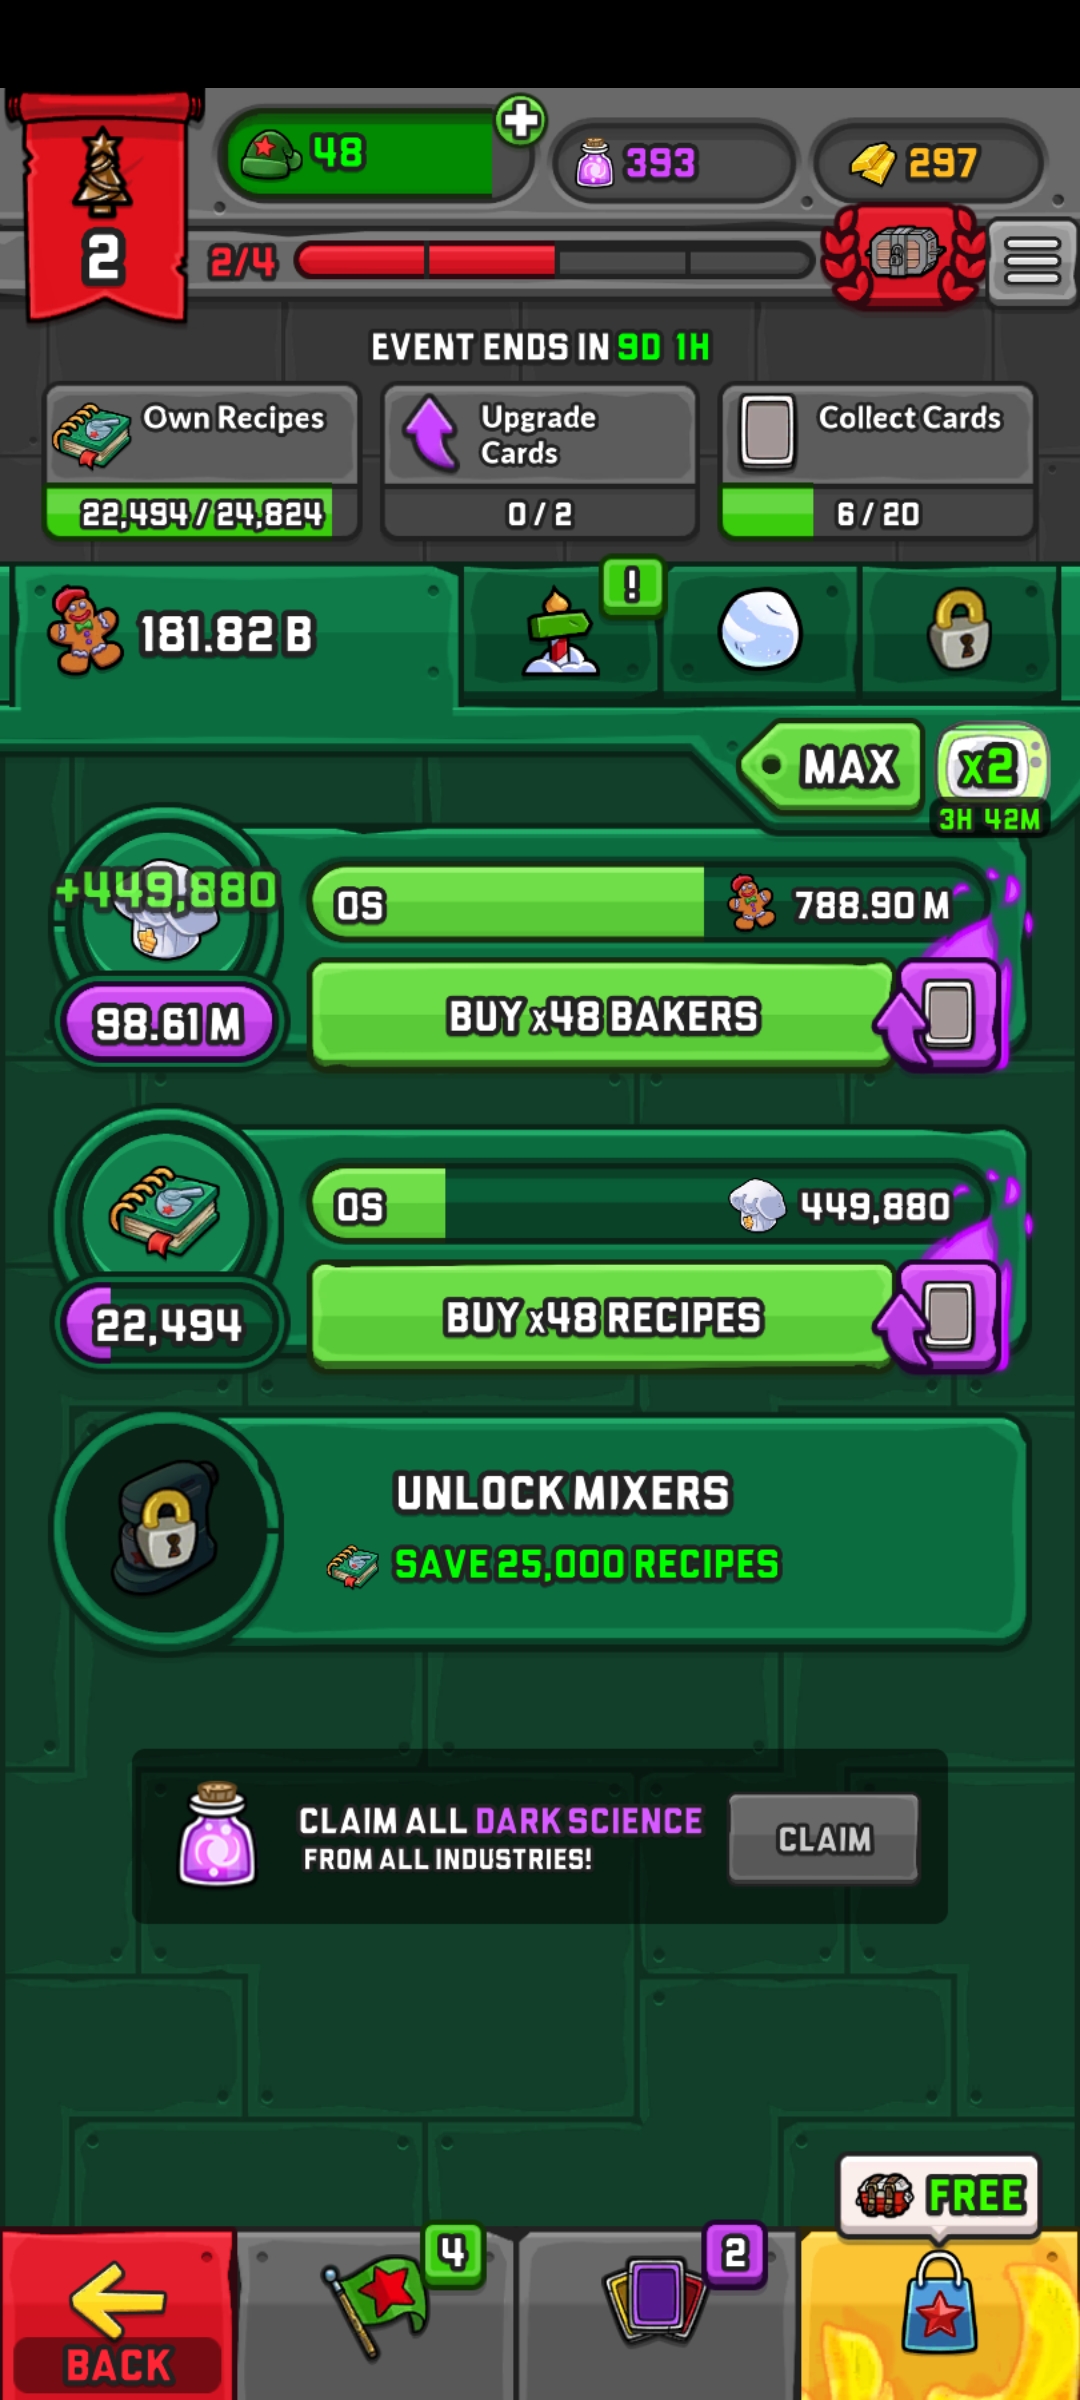 48
393
297
2
2/4
EVENT ENDS IN 9D 1H
Own Recipes
22,494 / 24,824
Upgrade
Cards
0 / 2
Collect Cards
6 / 20
181.82 B
!
MAX
x2
3H 42M
+449,880
98.61 M
0S
788.90 M
BUY x48 BAKERS
22,494
0S
449,880
BUY x48 RECIPES
UNLOCK MIXERS
SAVE 25,000 RECIPES
CLAIM ALL DARK SCIENCE
FROM ALL INDUSTRIES!
CLAIM
FREE
BACK
4
2